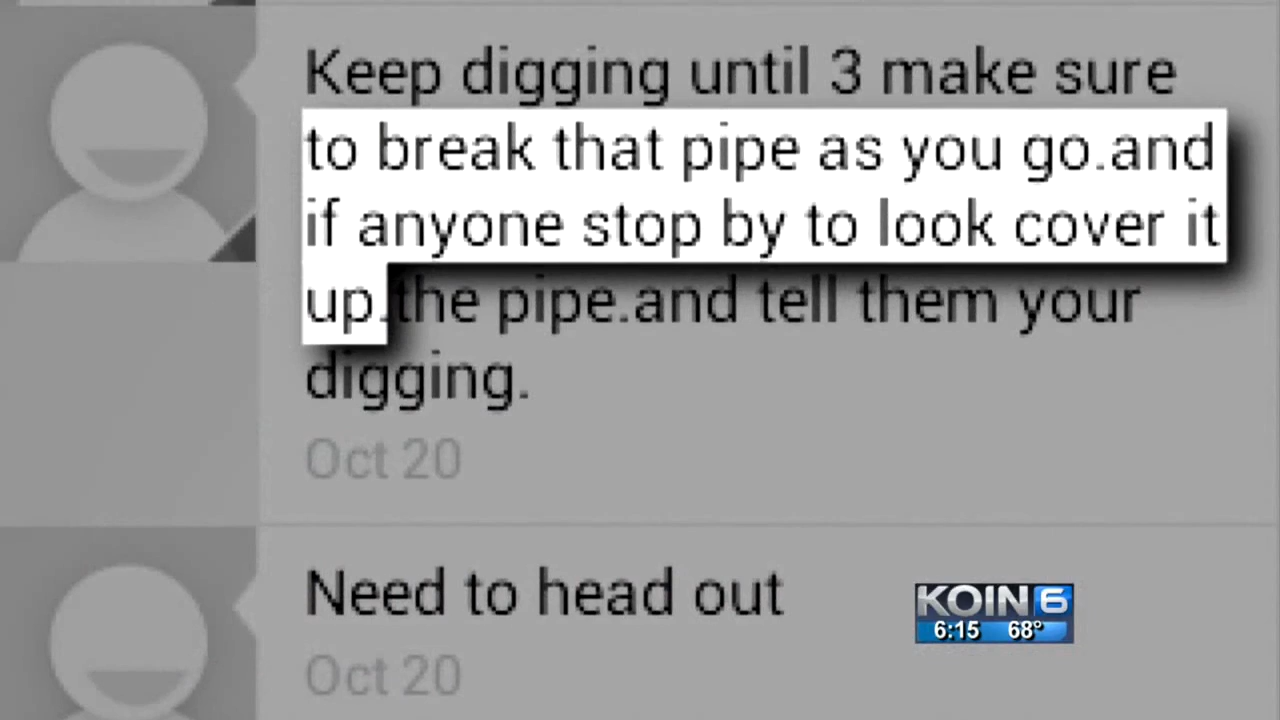 Keep digging until 3 make sure
to break that pipe as you go.and
if anyone stop by to look cover it
up.the pipe.and tell them your
digging.
Oct 20
Need to head out
Oct 20
KOIN 6
6:15 68°